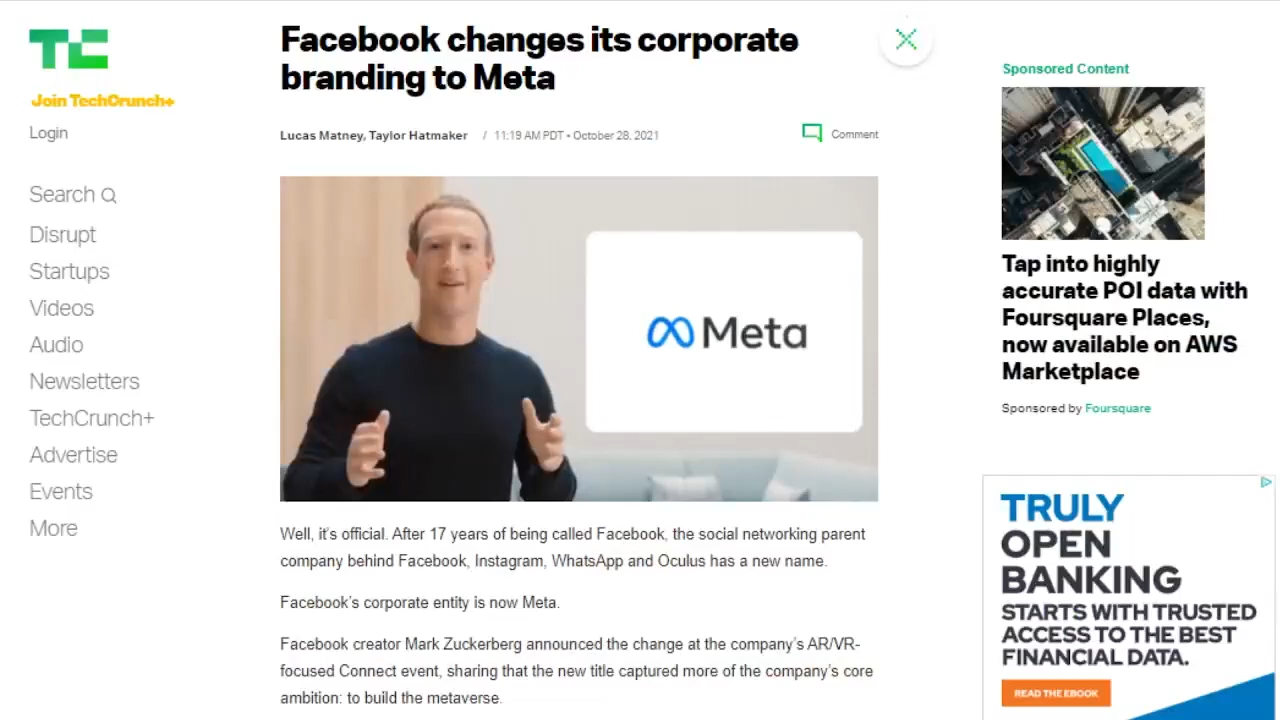 TC
Join TechCrunch+
Login
Search
Disrupt
Startups
Videos
Audio
Newsletters
TechCrunch+
Advertise
Events
More
Facebook changes its corporate
branding to Meta
Lucas Matney, Taylor Hatmaker / 11:19 AM PDT • October 28, 2021
Comment
Meta
Well, it's official. After 17 years of being called Facebook, the social networking parent
company behind Facebook, Instagram, WhatsApp and Oculus has a new name.
Facebook's corporate entity is now Meta.
Facebook creator Mark Zuckerberg announced the change at the company's AR/VR-
focused Connect event, sharing that the new title captured more of the company's core
ambition: to build the metaverse.
Sponsored Content
Tap into highly
accurate POI data with
Foursquare Places,
now available on AWS
Marketplace
Sponsored by Foursquare
TRULY
OPEN
BANKING
STARTS WITH TRUSTED
ACCESS TO THE BEST
FINANCIAL DATA.
READ THE EBOOK